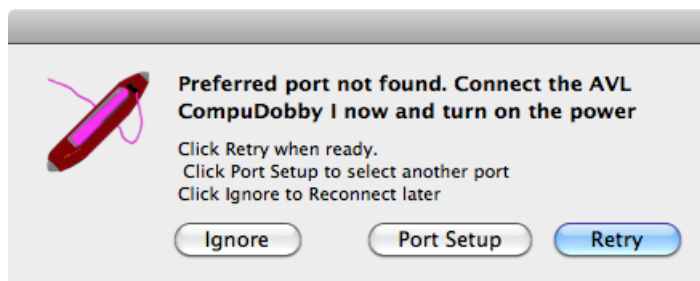 Preferred port not found. Connect the AVL
CompuDobby I now and turn on the power
Click Retry when ready.
Click Port Setup to select another port
Click Ignore to Reconnect later
Ignore
Port Setup
Retry